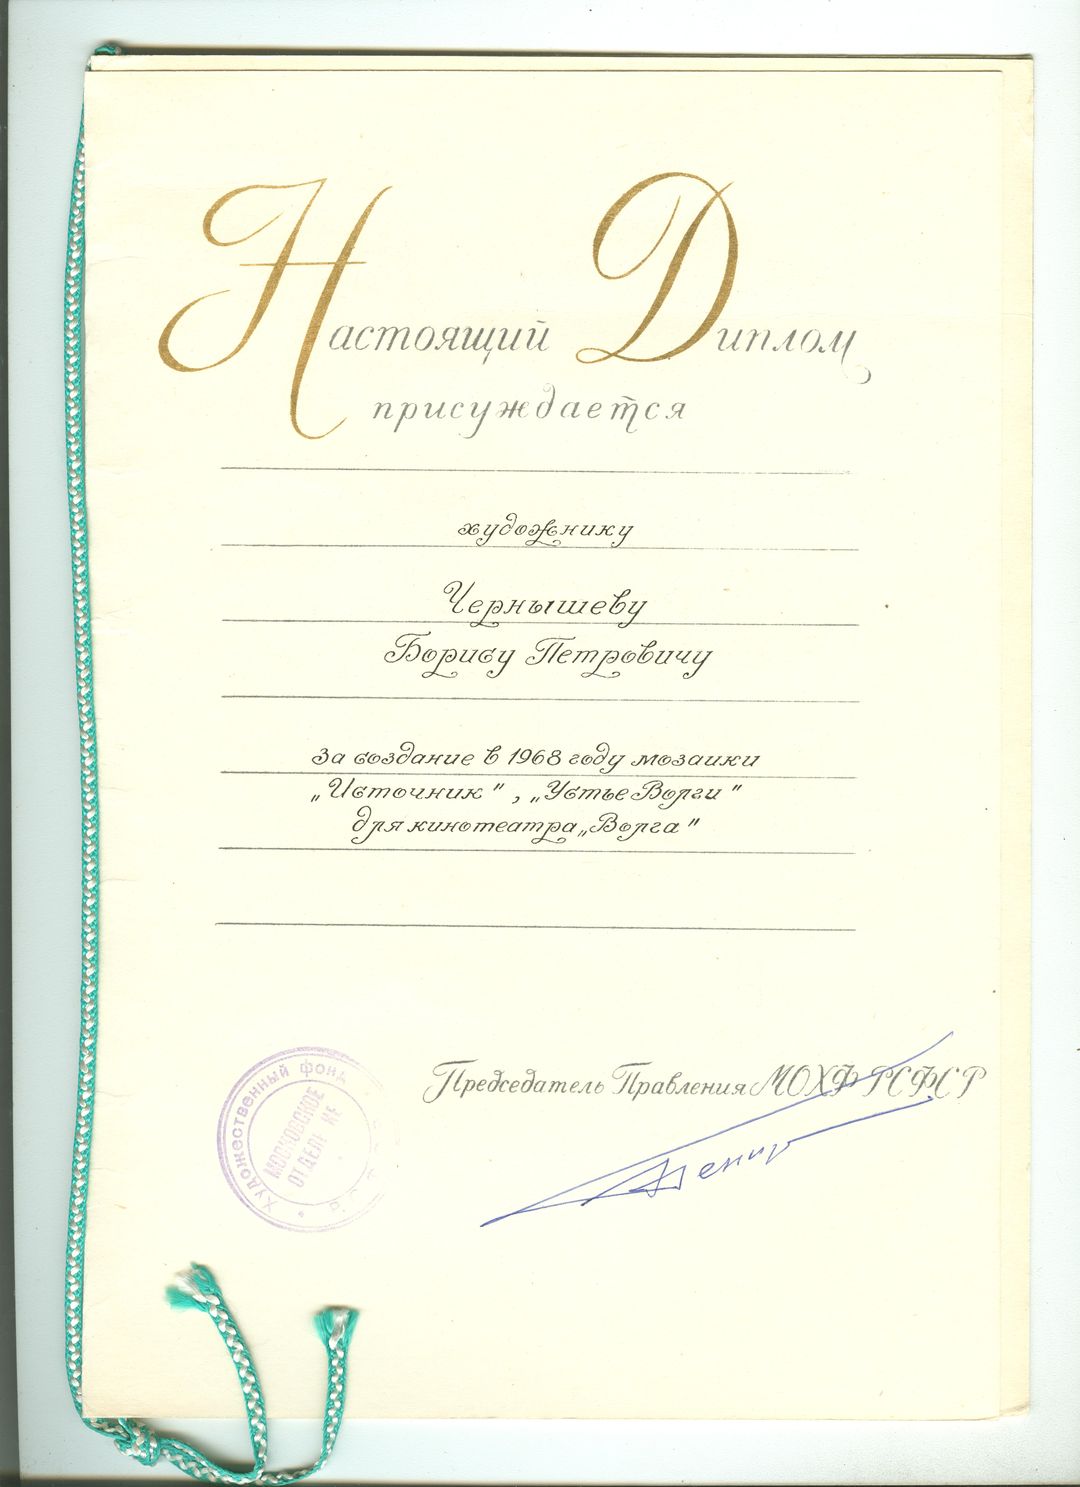 Настоящий Диплом
присуждается
художнику
Чернышеву
Борису Петровичу
за создание в 1968 году мозаики
„Источник", „Устье Волги"
для кинотеатра „Волга"
Председатель Правления МОХФ РСФСР
Художественный фонд
МОСКОВСКОЕ